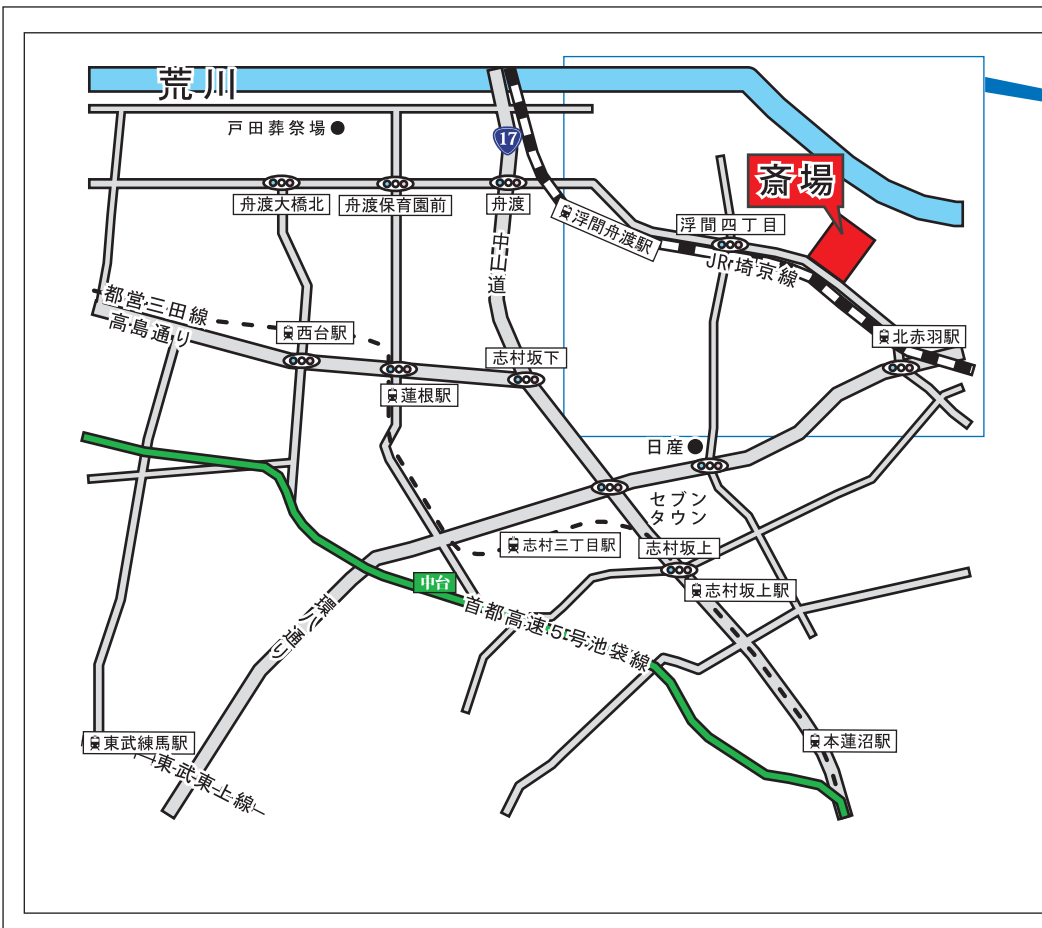 荒川
戸田葬祭場
17
斎場
舟渡大橋北
舟渡保育園前
舟渡
浮間舟渡駅
浮間四丁目
中山道
JR埼京線
都営三田線
高島通り
西台駅
志村坂下
北赤羽駅
蓮根駅
日産
セブン
タウン
志村三丁目駅
志村坂上
中台
志村坂上駅
環八通り
首都高速5号池袋線
東武練馬駅
本蓮沼駅
東武東上線